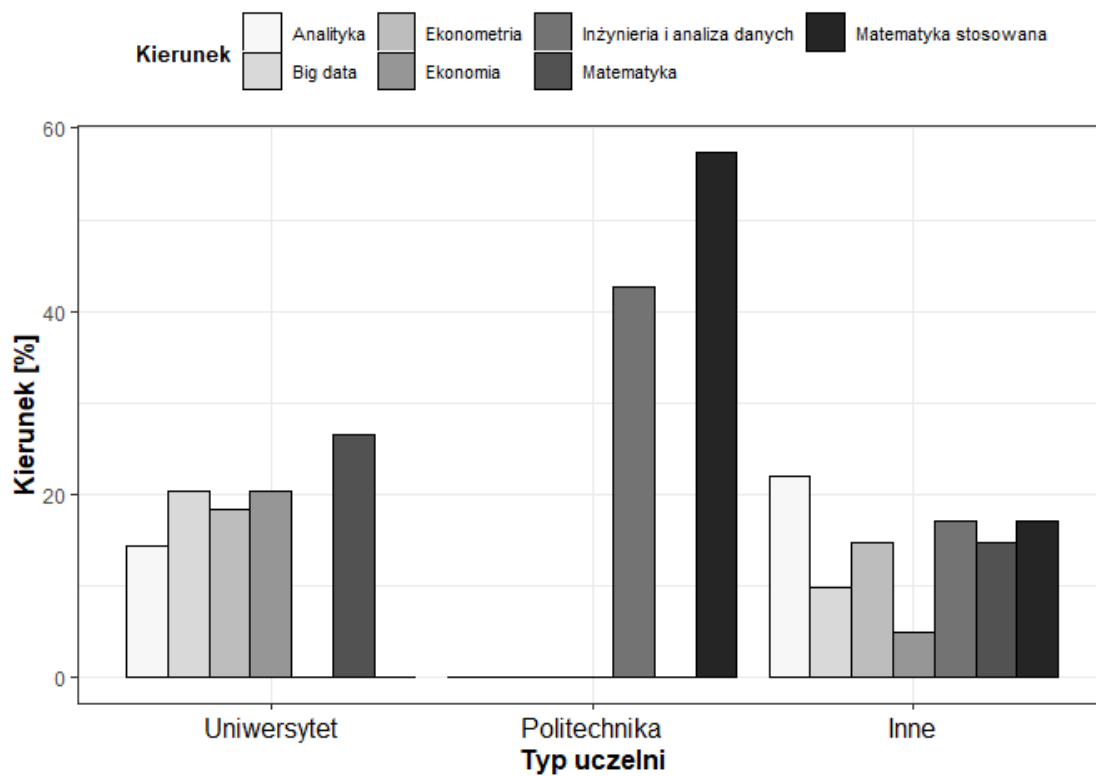 Kierunek
Analityka Ekonometria Inżynieria i analiza danych Matematyka stosowana
Big data Ekonomia Matematyka
60
40
20
0
Kierunek [%]
Uniwersytet Politechnika Inne
Typ uczelni